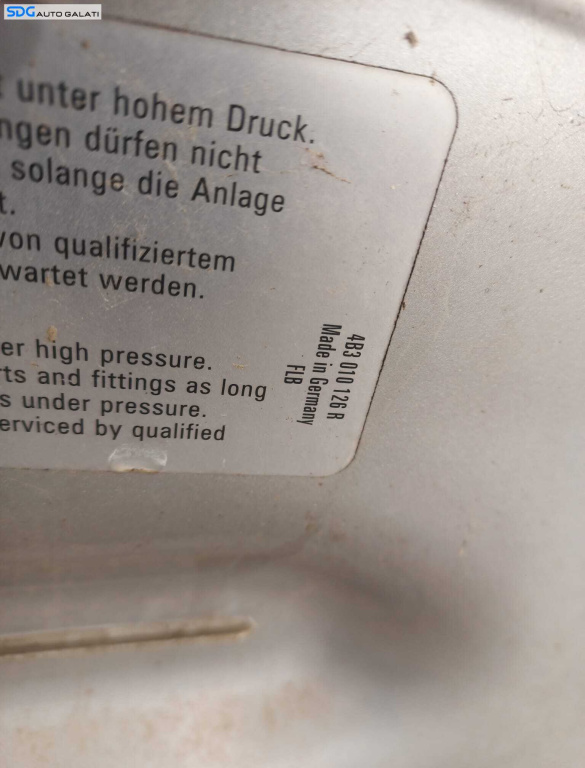 SDG AUTO GALATI
unter hohem Druck.
ngen dürfen nicht
solange die Anlage
t.
von qualifiziertem
wartet werden.
er high pressure.
rts and fittings as long
s under pressure.
erviced by qualified
4B3 010 126 R
Made in Germany
FLB